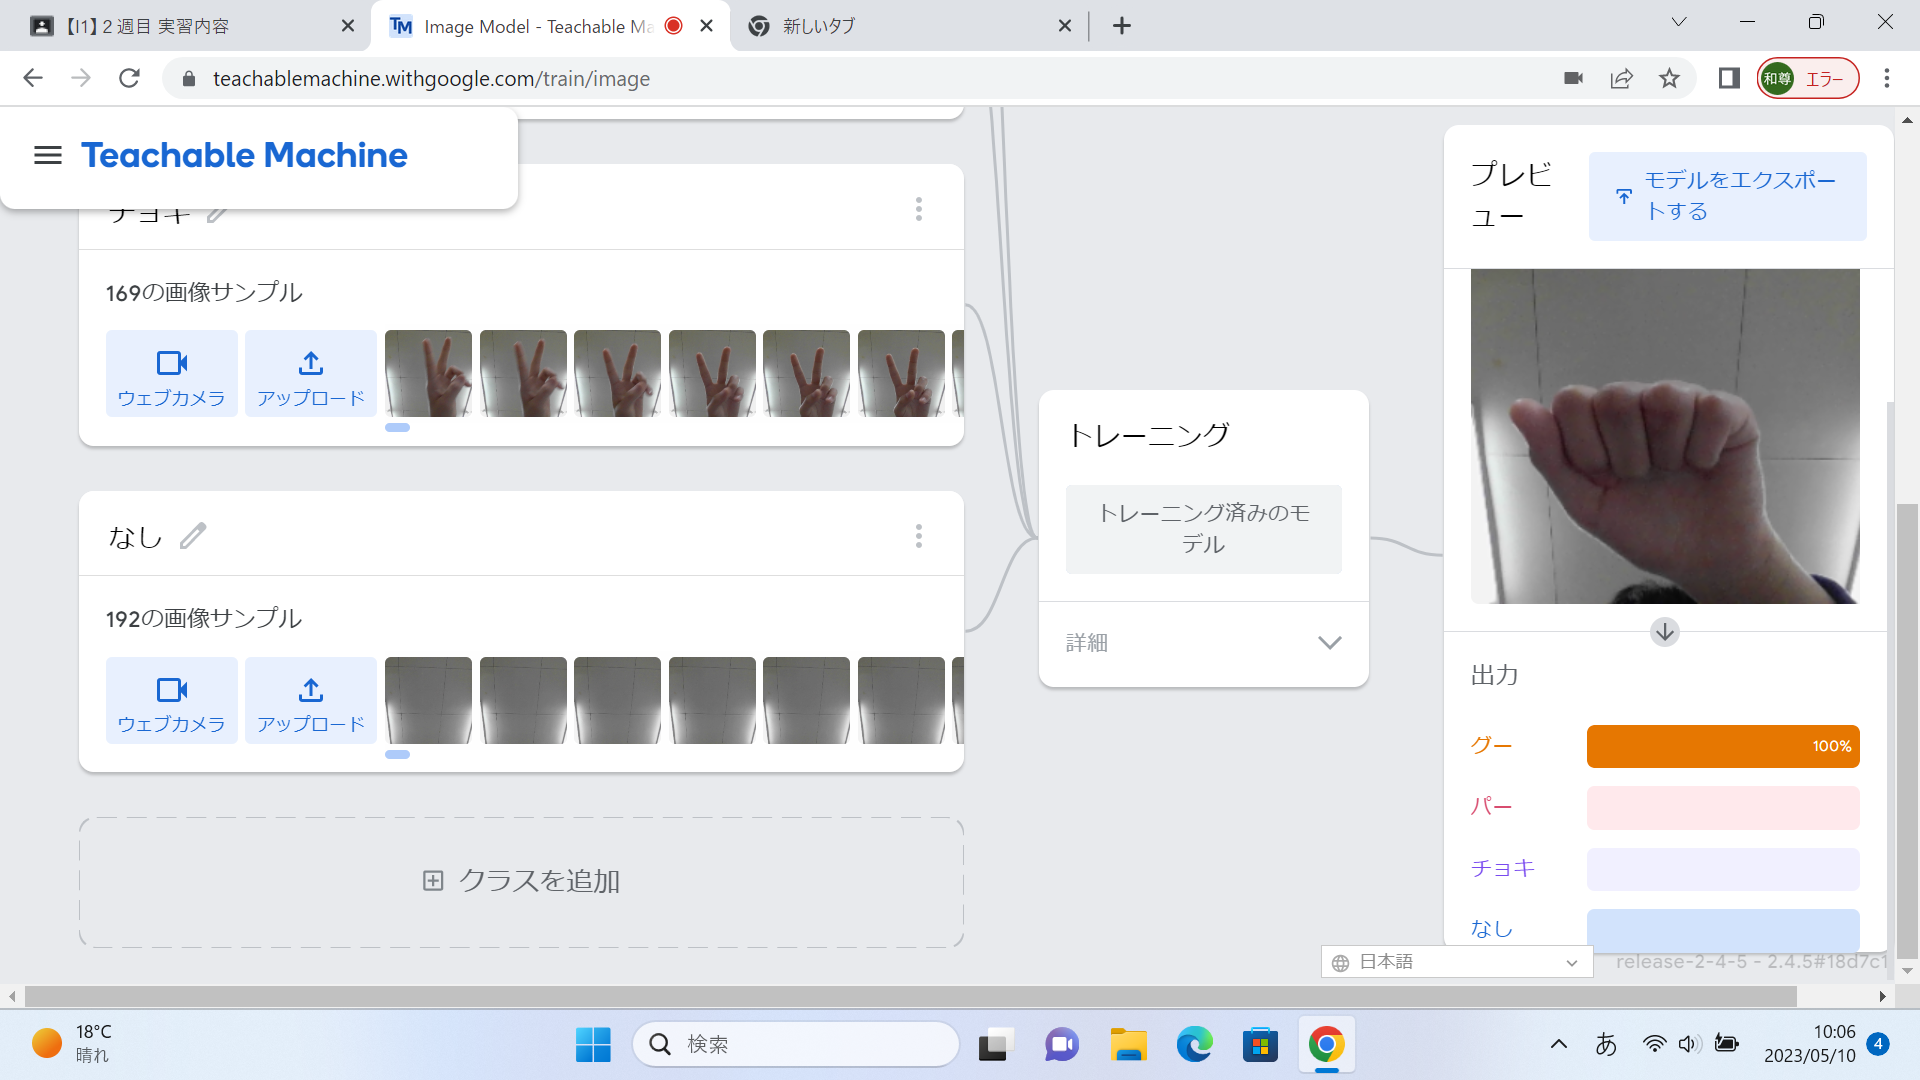 【I1】２週目 実習内容
TM
Image Model - Teachable Ma
新しいタブ
teachablemachine.withgoogle.com/train/image
和尊
エラー
Teachable Machine
チョキ
169の画像サンプル
ウェブカメラ
アップロード
なし
192の画像サンプル
ウェブカメラ
アップロード
クラスを追加
トレーニング
トレーニング済みのモ
デル
詳細
プレビ
ュー
モデルをエクスポー
トする
出力
グー
100%
パー
チョキ
なし
日本語
release-2-4-5 - 2.4.5#18d7c1
18°C
晴れ
検索
あ
10:06
2023/05/10
4